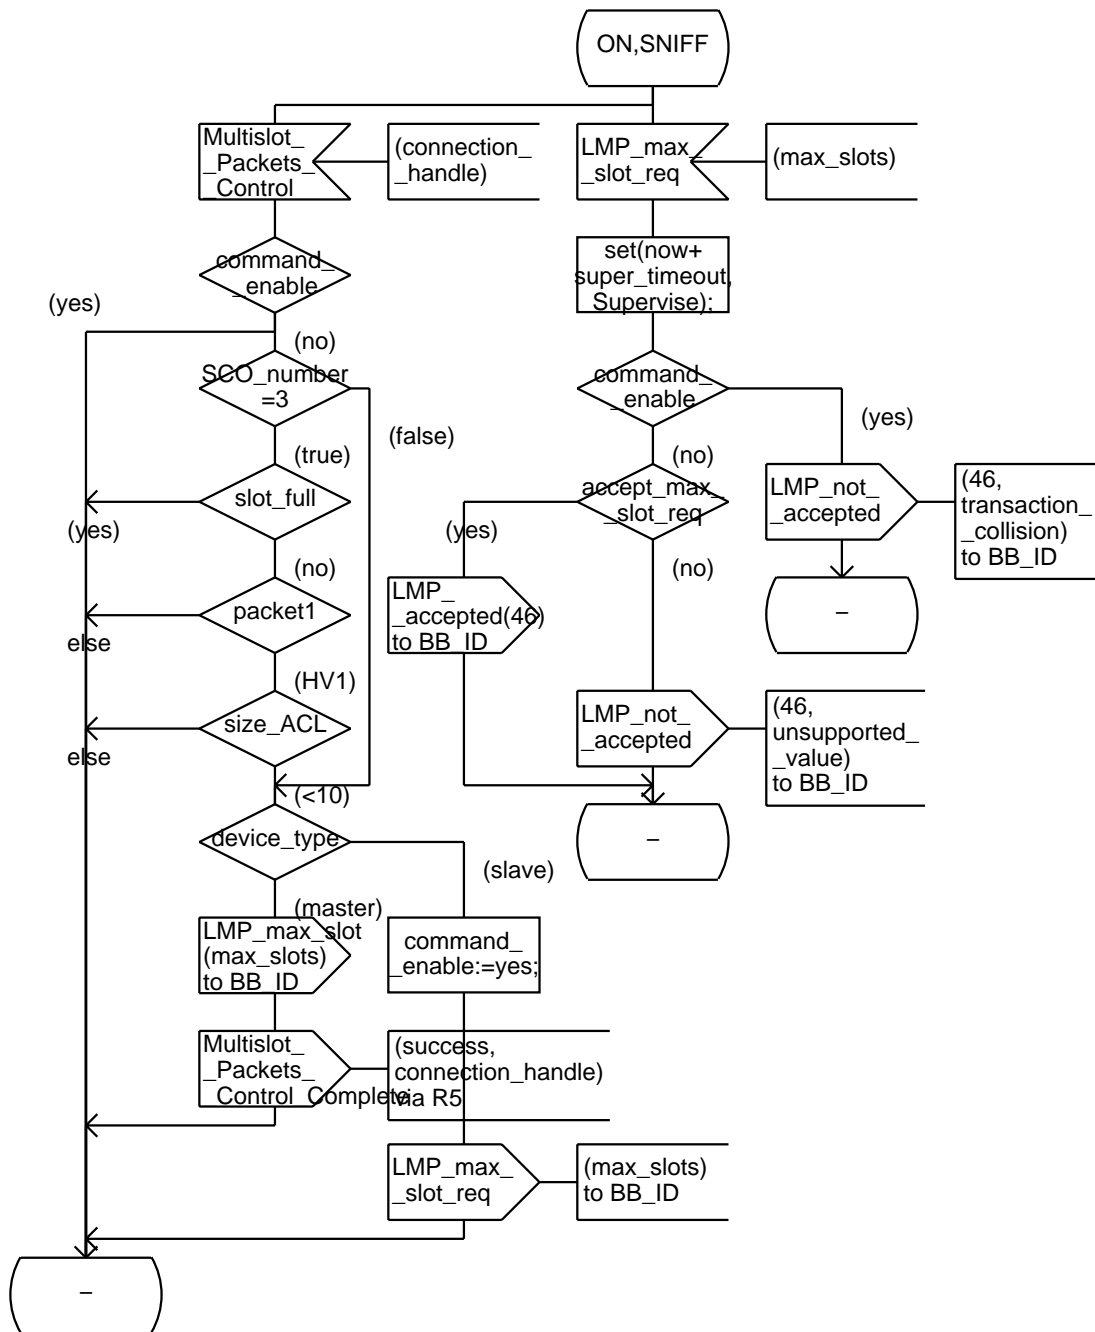 ON,SNIFF
Multislot_
_Packets_
_Control
(connection_
_handle)
LMP_max_
_slot_req
(max_slots)
command_
_enable
set(now+
super_timeout,
Supervise);
(yes)
(no)
SCO_number
=3
command_
_enable
(false)
(yes)
(true)
(no)
slot_full
accept_max_
_slot_req
LMP_not_
_accepted
(46,
transaction_
_collision)
to BB_ID
(yes)
(yes)
(no)
(no)
packet1
LMP_
_accepted(46)
to BB_ID
–
else
(HV1)
size_ACL
LMP_not_
_accepted
(46,
unsupported_
_value)
to BB_ID
else
(<10)
device_type
–
(slave)
(master)
LMP_max_slot
(max_slots)
to BB_ID
command_
_enable:=yes;
Multislot_
_Packets_
_Control_Complete
(success,
connection_handle)
via R5
LMP_max_
_slot_req
(max_slots)
to BB_ID
–